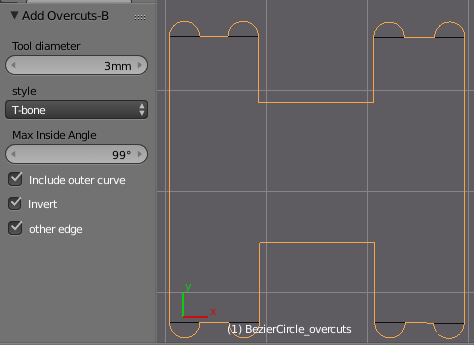 Add Overcuts-B
Tool diameter
3mm
style
T-bone
Max Inside Angle
99°
Include outer curve
Invert
other edge
y
x
(1) BezierCircle_overcuts